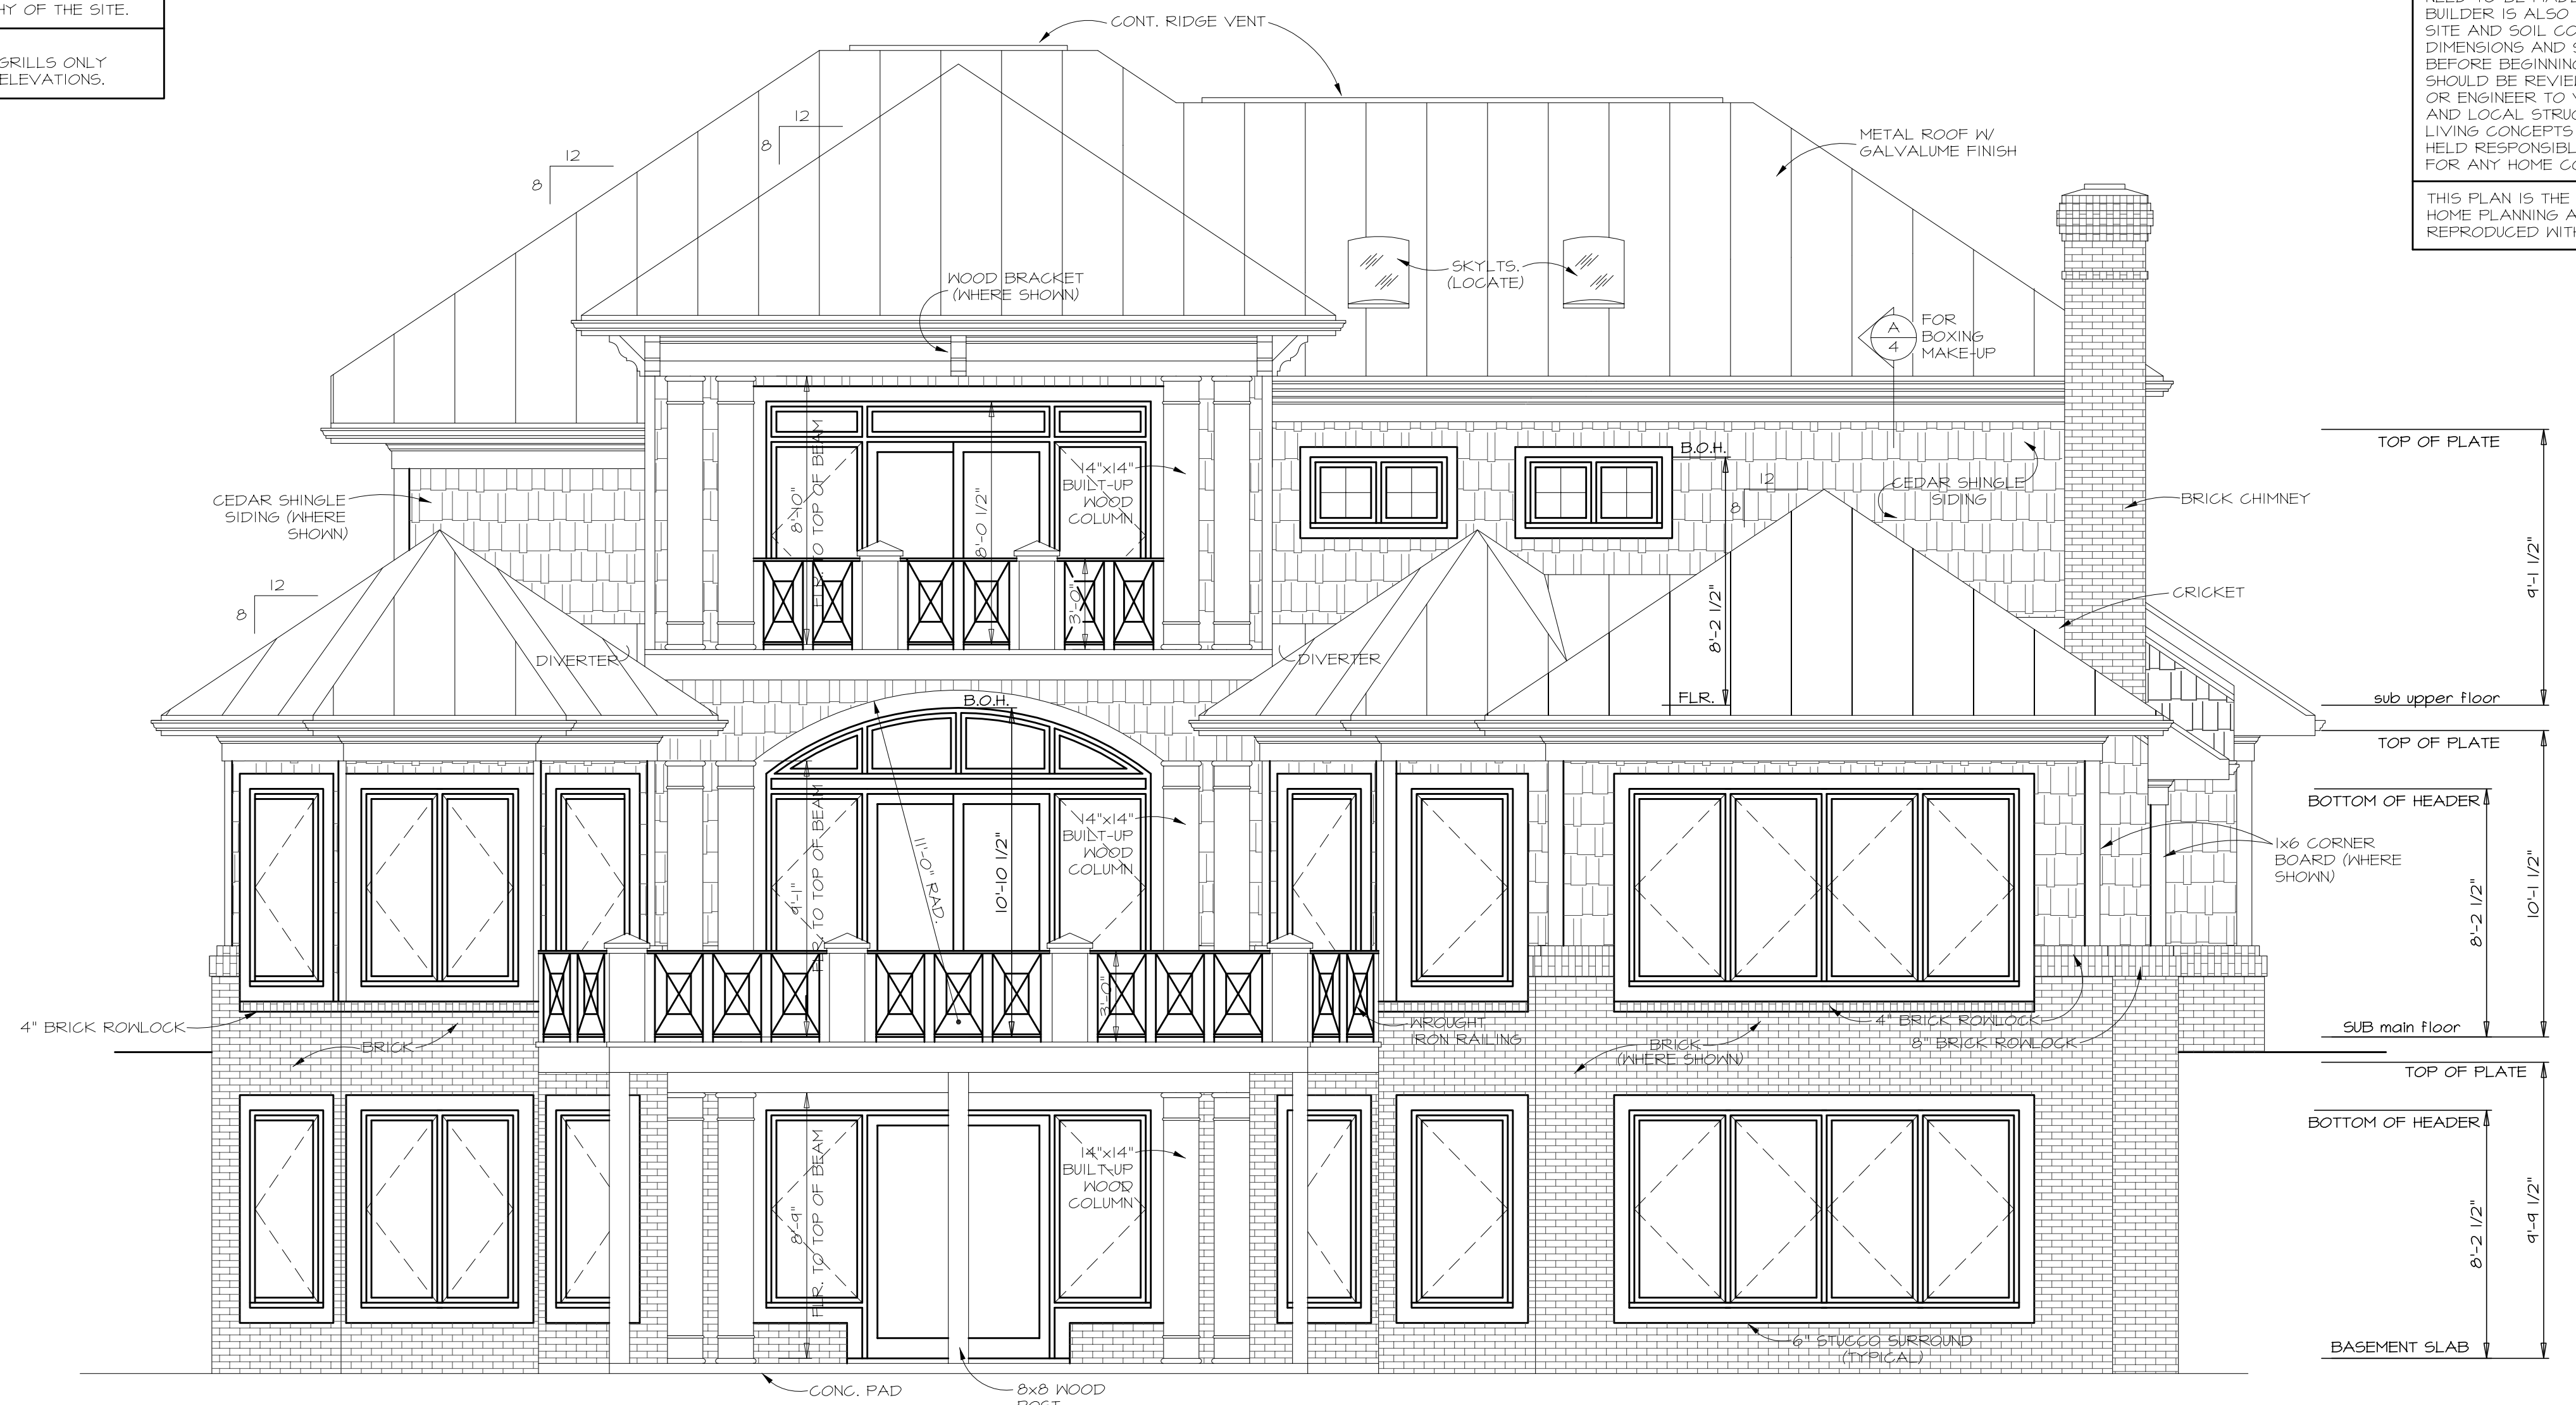 HY OF THE SITE.
GRILLS ONLY
ELEVATIONS.
CONT. RIDGE VENT
BUILDER IS ALSO
SITE AND SOIL CO
DIMENSIONS AND S
BEFORE BEGINNING
SHOULD BE REVIE
OR ENGINEER TO
AND LOCAL STRUC
LIVING CONCEPTS
HELD RESPONSIBL
FOR ANY HOME CO
THIS PLAN IS THE
HOME PLANNING A
REPRODUCED WITH
12
8
12
8
METAL ROOF W/
GALVALUME FINISH
WOOD BRACKET
(WHERE SHOWN)
SKYLTS.
(LOCATE)
A
4
FOR
BOXING
MAKE-UP
CEDAR SHINGLE
SIDING (WHERE
SHOWN)
8'-10"
FLR. TO TOP OF BEAM
8'-0 1/2"
3'-0"
14"x14"
BUILT-UP
WOOD
COLUMN
B.O.H.
8'-2 1/2"
FLR.
12
8
CEDAR SHINGLE
SIDING
BRICK CHIMNEY
CRICKET
TOP OF PLATE
9'-1 1/2"
sub upper floor
12
8
DIVERTER
DIVERTER
B.O.H.
9'-1"
FLR. TO TOP OF BEAM
11'-0" RAD.
10'-10 1/2"
3'-0"
14"x14"
BUILT-UP
WOOD
COLUMN
TOP OF PLATE
BOTTOM OF HEADER
1x6 CORNER
BOARD (WHERE
SHOWN)
8'-2 1/2"
10'-1 1/2"
SUB main floor
4" BRICK ROWLOCK
BRICK
WROUGHT
IRON RAILING
4" BRICK ROWLOCK
8" BRICK ROWLOCK
BRICK
(WHERE SHOWN)
TOP OF PLATE
BOTTOM OF HEADER
8'-9"
FLR. TO TOP OF BEAM
14"x14"
BUILT-UP
WOOD
COLUMN
8'-2 1/2"
9'-9 1/2"
6" STUCCO SURROUND
(TYPICAL)
BASEMENT SLAB
CONC. PAD
8x8 WOOD
POST